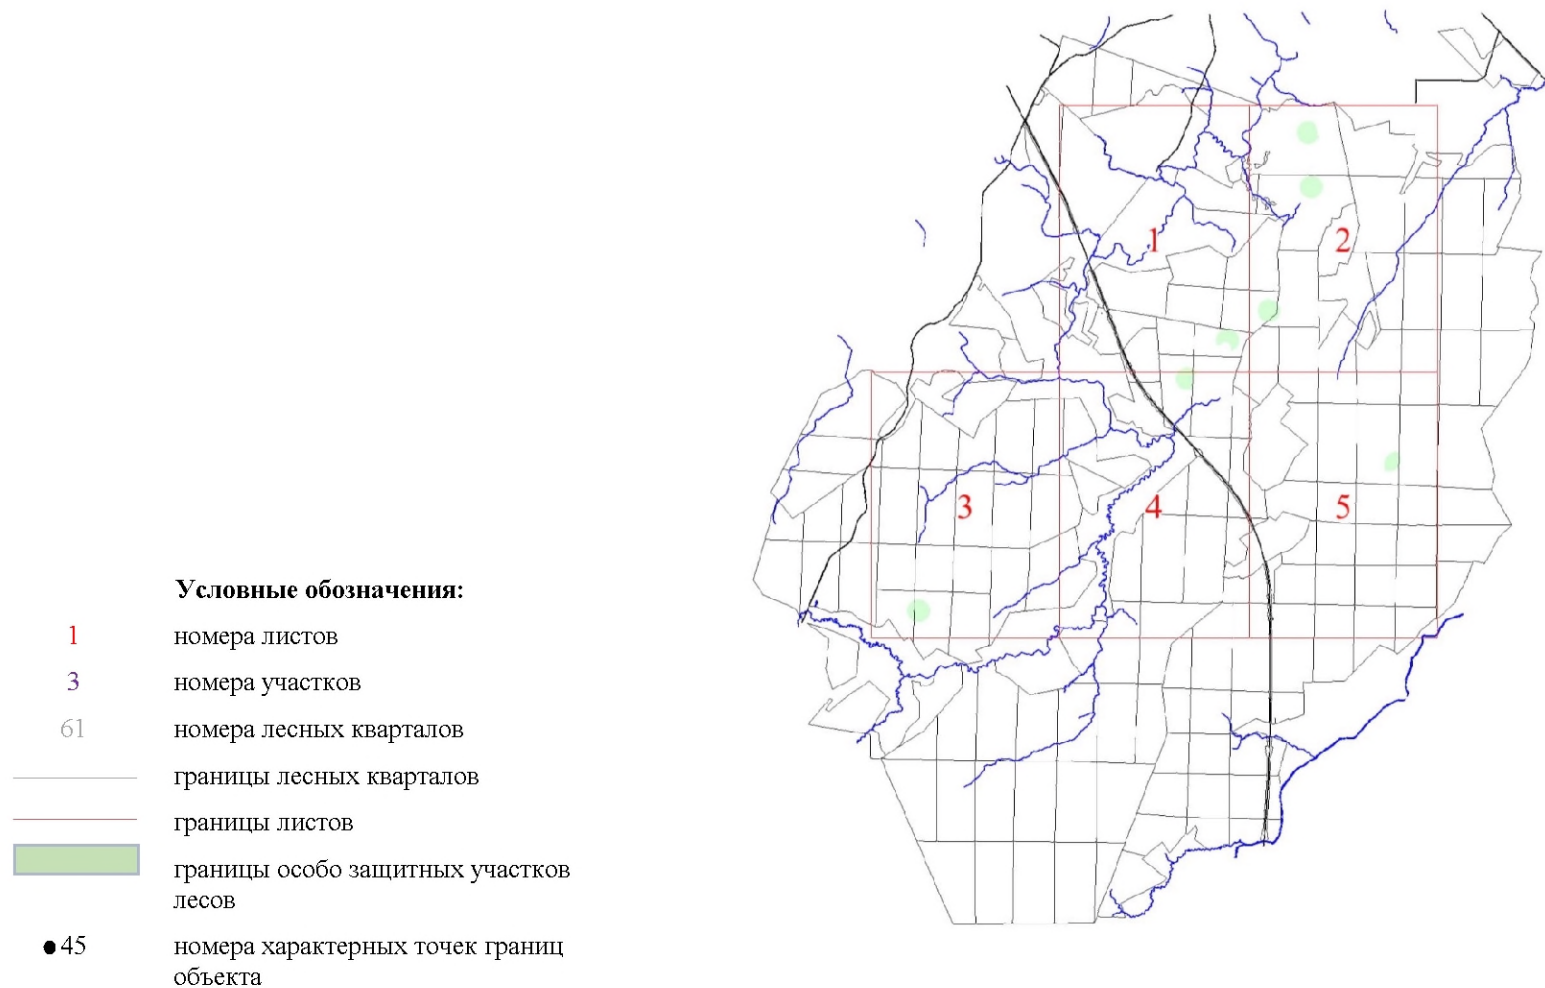 Условные обозначения:
1 номера листов
3 номера участков
61 номера лесных кварталов
границы лесных кварталов
границы листов
границы особо защитных участков
лесов
45 номера характерных точек границ
объекта
1
2
3
4
5